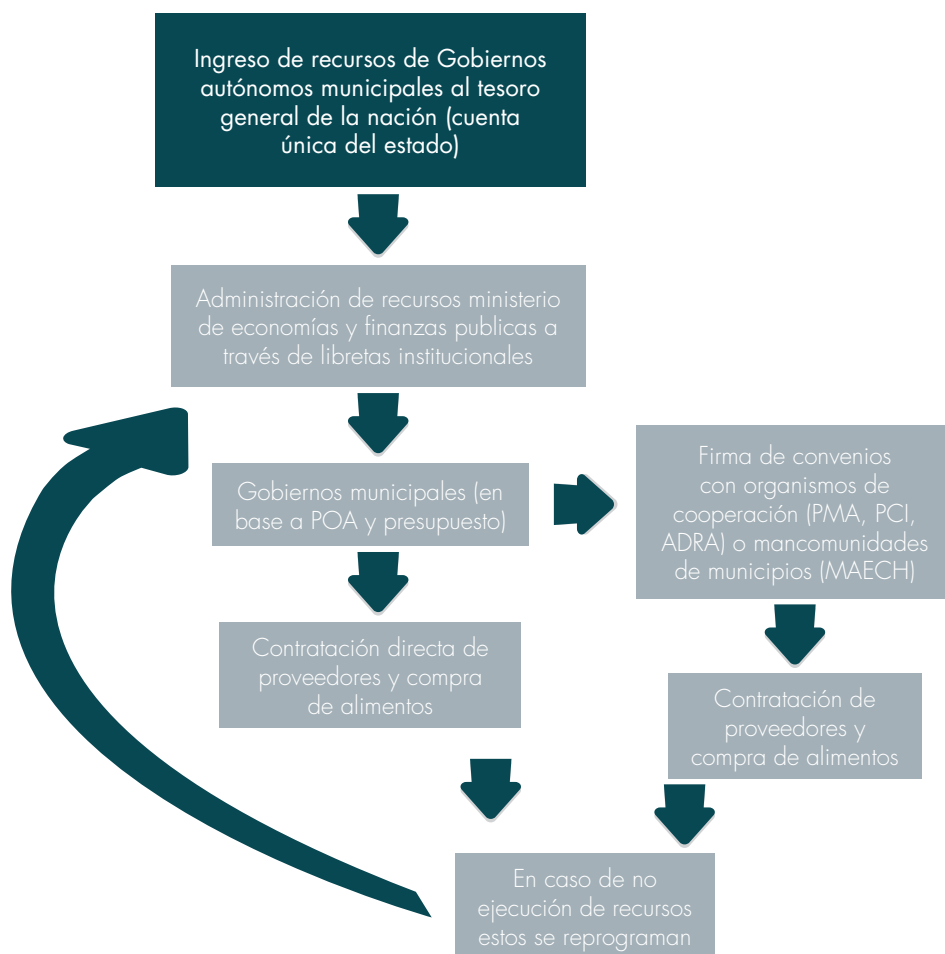 Ingreso de recursos de Gobiernos
autónomos municipales al tesoro
general de la nación (cuenta
única del estado)
Administración de recursos ministerio
de economías y finanzas publicas a
través de libretas institucionales
Gobiernos municipales (en
base a POA y presupuesto)
Firma de convenios
con organismos de
cooperación (PMA, PCI,
ADRA) o mancomunidades
de municipios (MAECH)
Contratación directa de
proveedores y compra
de alimentos
Contratación de
proveedores y
compra de alimentos
En caso de no
ejecución de recursos
estos se reprograman